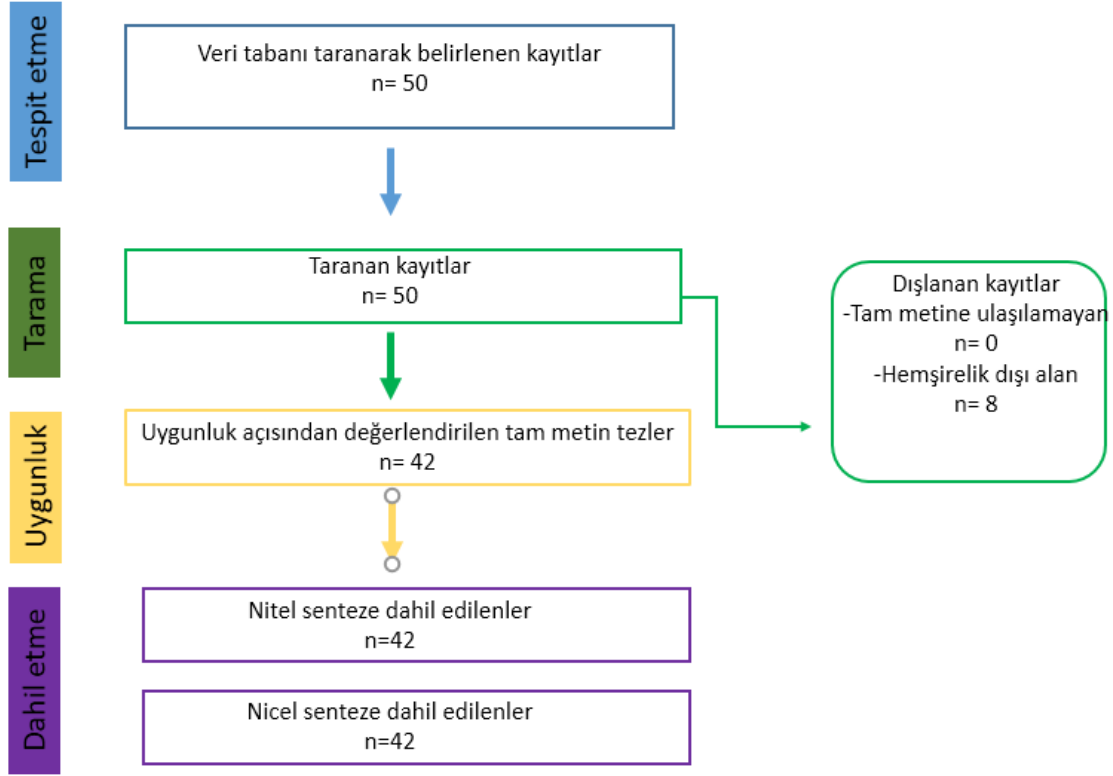 Tespit etme
Veri tabanı taranarak belirlenen kayıtlar
n= 50
Tarama
Taranan kayıtlar
n= 50
Dışlanan kayıtlar
-Tam metine ulaşılamayan
n= 0
-Hemşirelik dışı alan
n= 8
Uygunluk
Uygunluk açısından değerlendirilen tam metin tezler
n= 42
Dahil etme
Nitel senteze dahil edilenler
n=42
Nicel senteze dahil edilenler
n=42